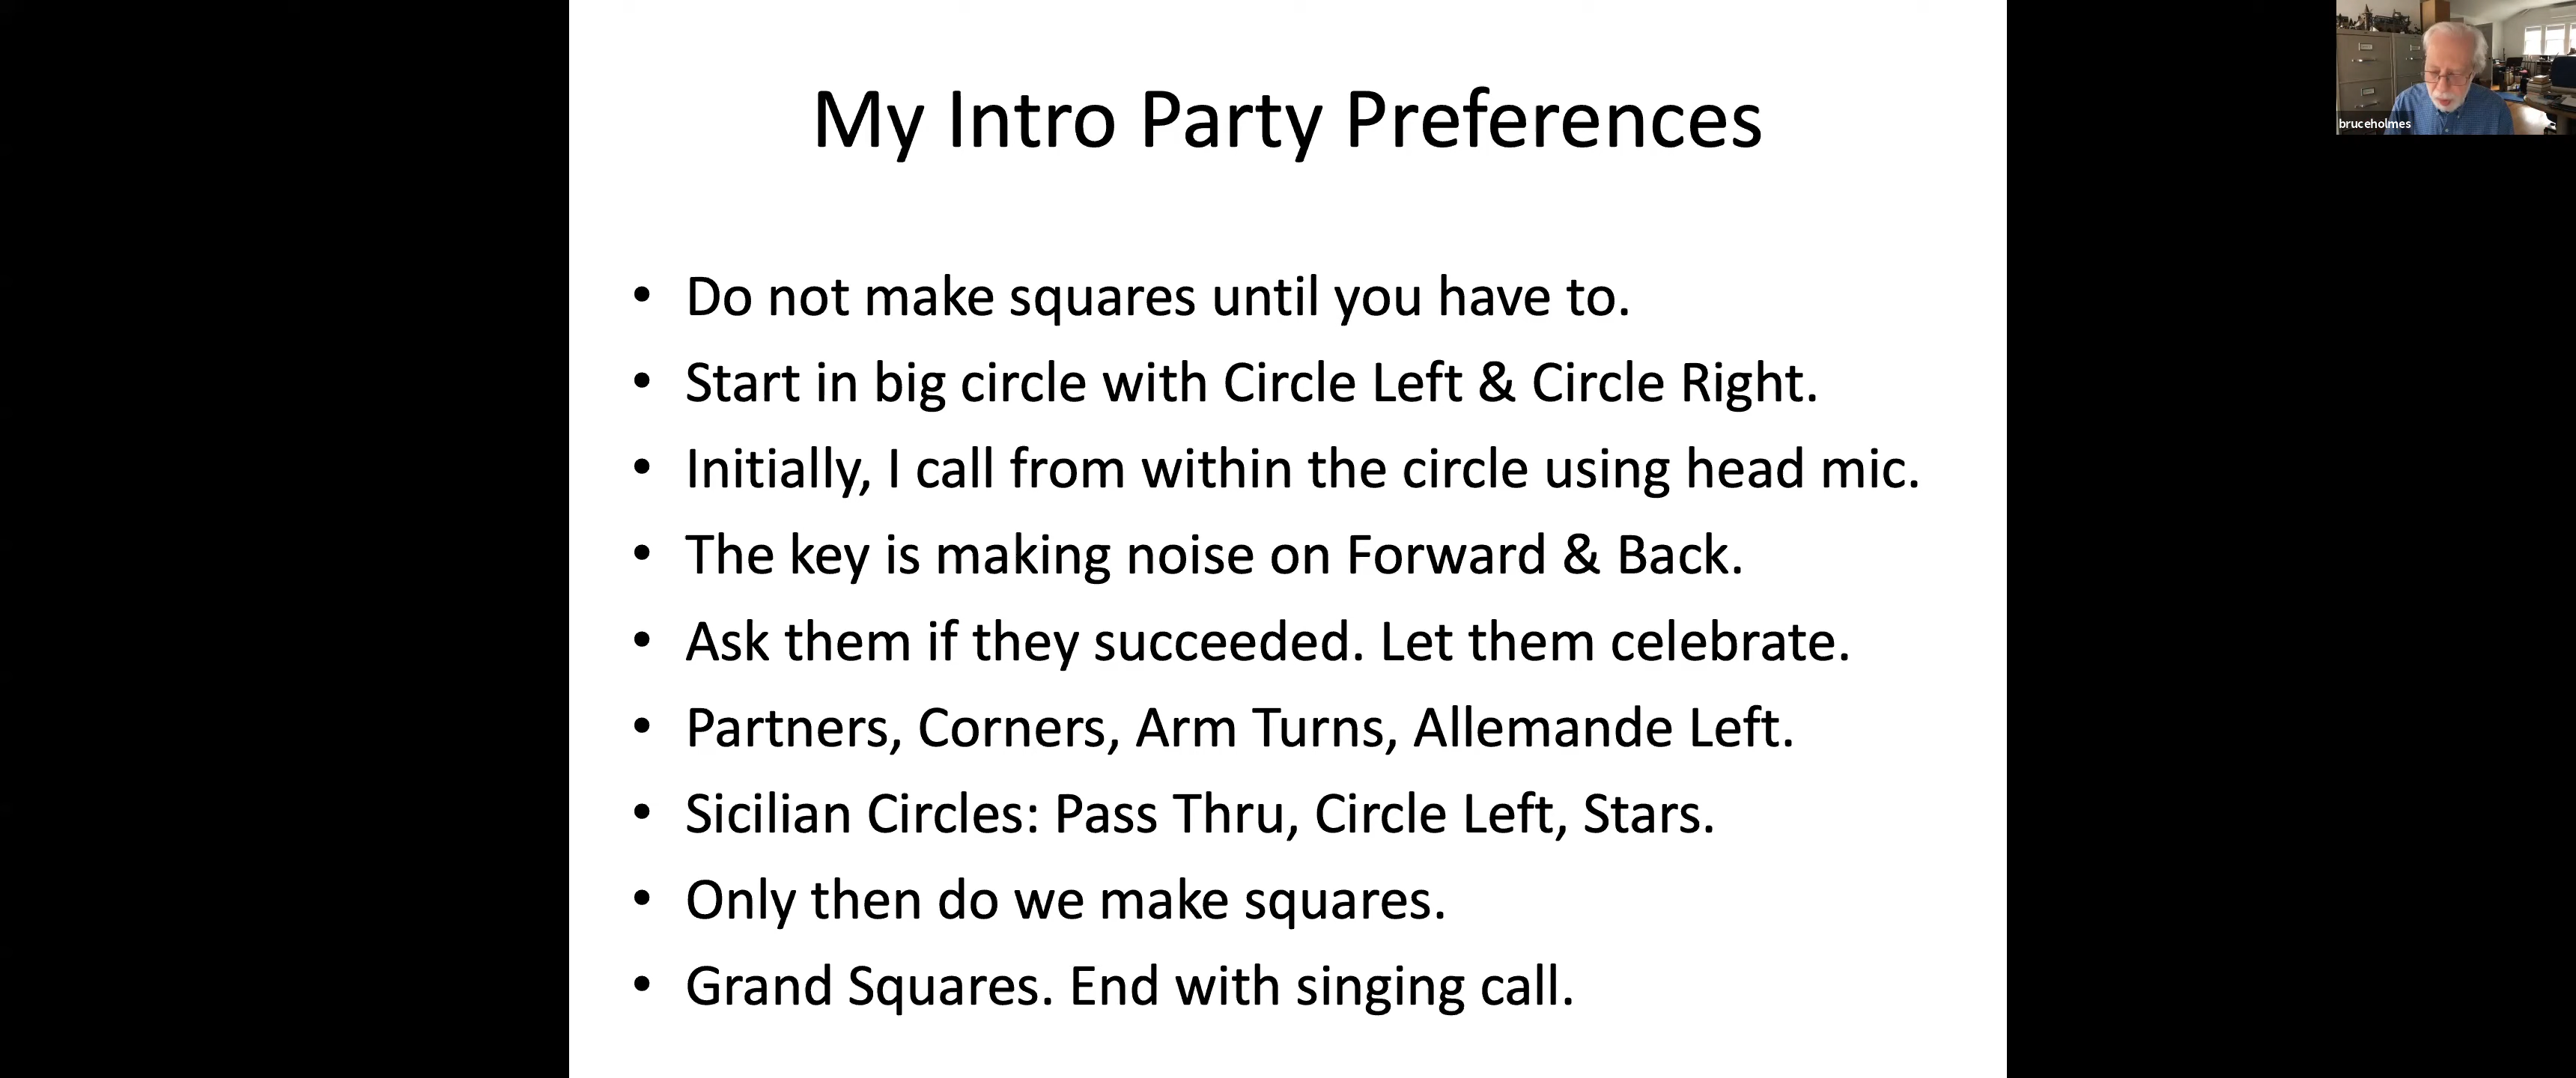 My Intro Party Preferences
bruceholmes
• Do not make squares until you have to.
• Start in big circle with Circle Left & Circle Right.
• Initially, I call from within the circle using head mic.
• The key is making noise on Forward & Back.
• Ask them if they succeeded. Let them celebrate.
• Partners, Corners, Arm Turns, Allemande Left.
• Sicilian Circles: Pass Thru, Circle Left, Stars.
• Only then do we make squares.
• Grand Squares. End with singing call.